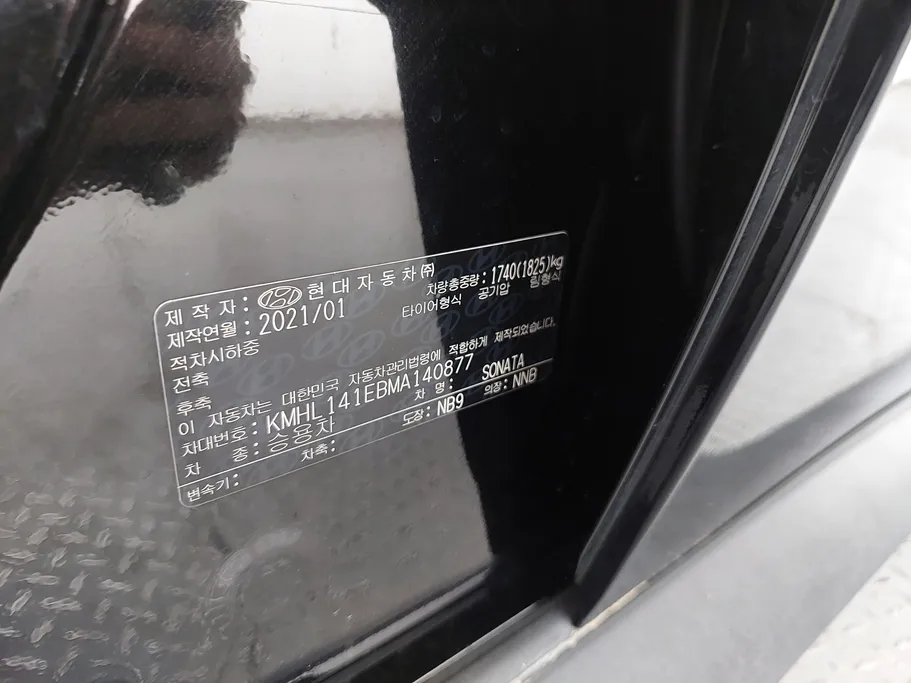 제작자: 현대자동차(주) 차량총중량: 1740(1825)kg
제작연월: 2021/01 타이어형식 공기압 림형식
적차시하중
전축
후축
이 자동차는 대한민국 자동차관리법령에 적합하게 제작되었습니다.
차대번호: KMHL141EBMA140877
차종: 승용차 차명: SONATA
변속기: 차축: 도장: NB9 의장: NNB